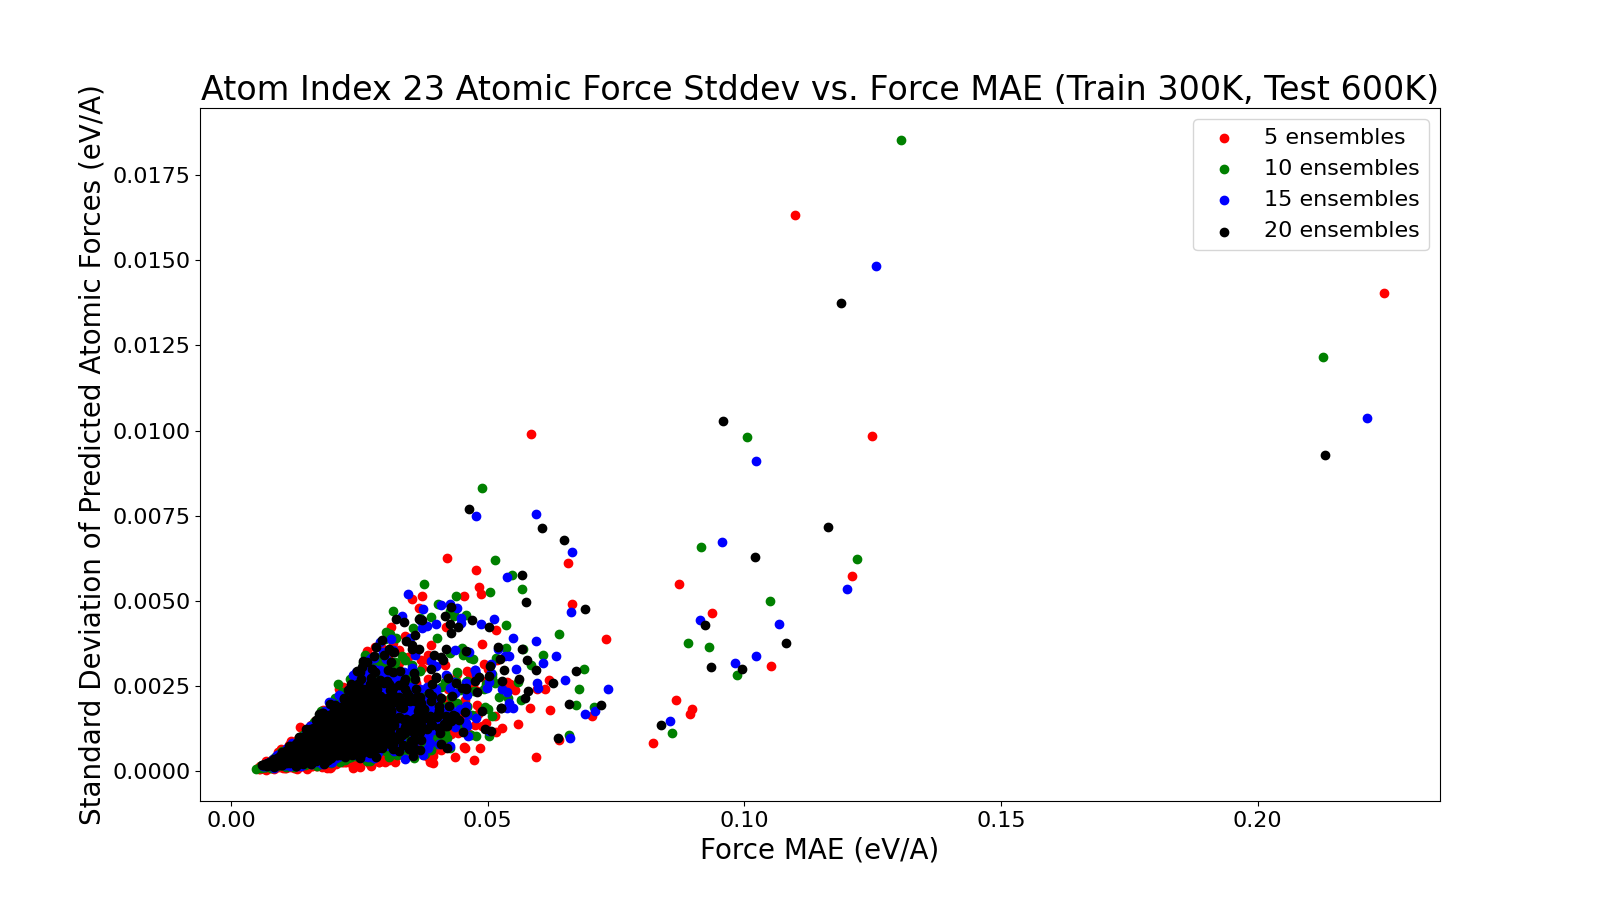 Atom Index 23 Atomic Force Stddev vs. Force MAE (Train 300K, Test 600K)
Standard Deviation of Predicted Atomic Forces (eV/A)
0.0175
0.0150
0.0125
0.0100
0.0075
0.0050
0.0025
0.0000
5 ensembles
10 ensembles
15 ensembles
20 ensembles
0.00 0.05 0.10 0.15 0.20
Force MAE (eV/A)